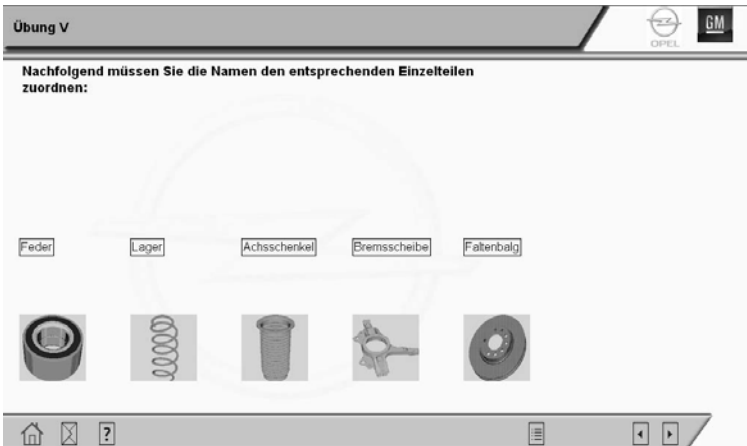 Übung V
OPEL
GM
Nachfolgend müssen Sie die Namen den entsprechenden Einzelteilen
zuordnen:
Feder
Lager
Achsschenkel
Bremsscheibe
Faltenbalg
?